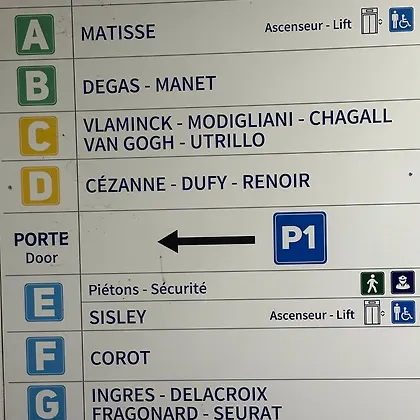 A MATISSE Ascenseur - Lift
B DEGAS - MANET
C VLAMINCK - MODIGLIANI - CHAGALL
VAN GOGH - UTRILLO
D CÉZANNE - DUFY - RENOIR
PORTE P1
Door
E Piétons - Sécurité
SISLEY Ascenseur - Lift
F COROT
G INGRES - DELACROIX
FRAGONARD - SEURAT